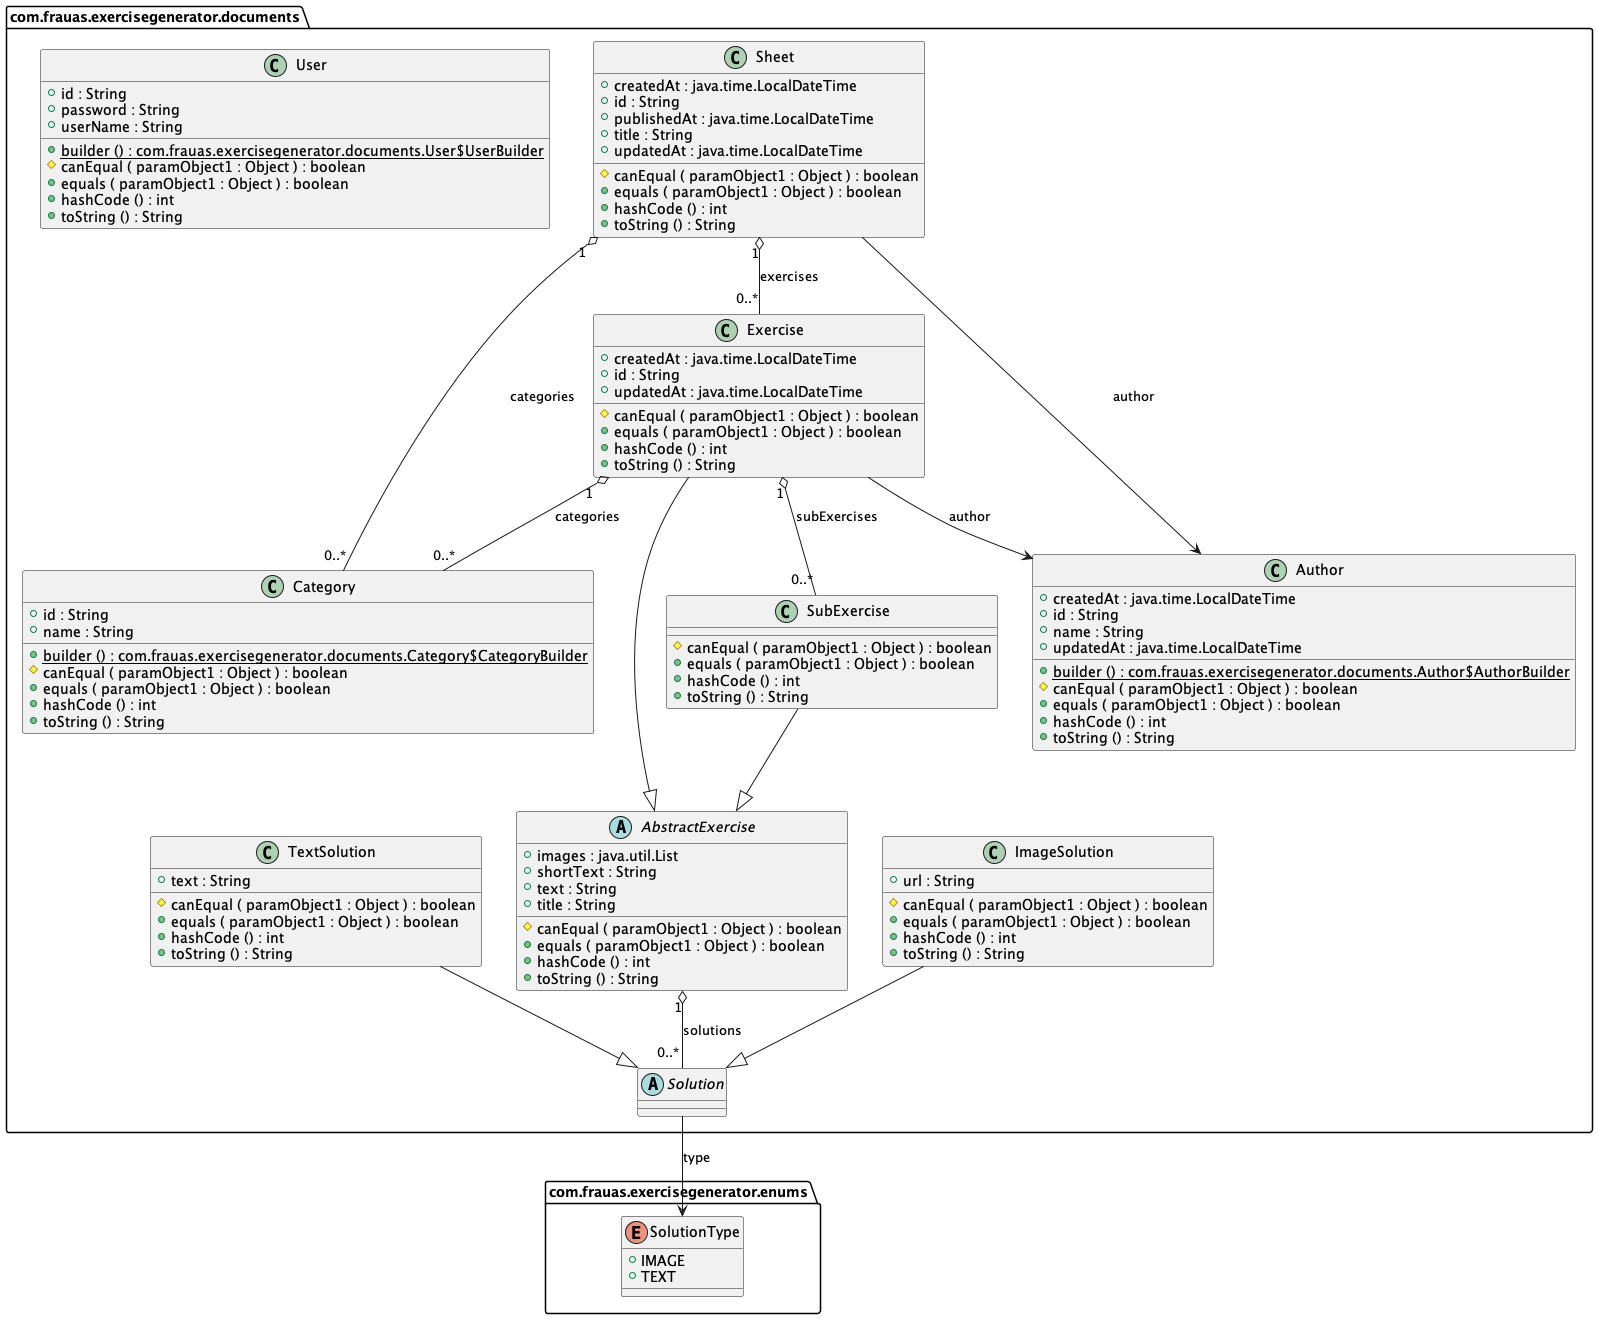 com.frauas.exercisegenerator.documents
C User
id : String
password : String
userName : String
builder () : com.frauas.exercisegenerator.documents.User$UserBuilder
canEqual ( paramObject1 : Object ) : boolean
equals ( paramObject1 : Object ) : boolean
hashCode () : int
toString () : String
C Sheet
createdAt : java.time.LocalDateTime
id : String
publishedAt : java.time.LocalDateTime
title : String
updatedAt : java.time.LocalDateTime
canEqual ( paramObject1 : Object ) : boolean
equals ( paramObject1 : Object ) : boolean
hashCode () : int
toString () : String
1
1
exercises
0..*
C Exercise
createdAt : java.time.LocalDateTime
id : String
updatedAt : java.time.LocalDateTime
canEqual ( paramObject1 : Object ) : boolean
equals ( paramObject1 : Object ) : boolean
hashCode () : int
toString () : String
categories
author
1
1
categories
subExercises
author
0..*
0..*
0..*
C Category
id : String
name : String
builder () : com.frauas.exercisegenerator.documents.Category$CategoryBuilder
canEqual ( paramObject1 : Object ) : boolean
equals ( paramObject1 : Object ) : boolean
hashCode () : int
toString () : String
C SubExercise
canEqual ( paramObject1 : Object ) : boolean
equals ( paramObject1 : Object ) : boolean
hashCode () : int
toString () : String
C Author
createdAt : java.time.LocalDateTime
id : String
name : String
updatedAt : java.time.LocalDateTime
builder () : com.frauas.exercisegenerator.documents.Author$AuthorBuilder
canEqual ( paramObject1 : Object ) : boolean
equals ( paramObject1 : Object ) : boolean
hashCode () : int
toString () : String
C TextSolution
text : String
canEqual ( paramObject1 : Object ) : boolean
equals ( paramObject1 : Object ) : boolean
hashCode () : int
toString () : String
A AbstractExercise
images : java.util.List
shortText : String
text : String
title : String
canEqual ( paramObject1 : Object ) : boolean
equals ( paramObject1 : Object ) : boolean
hashCode () : int
toString () : String
C ImageSolution
url : String
canEqual ( paramObject1 : Object ) : boolean
equals ( paramObject1 : Object ) : boolean
hashCode () : int
toString () : String
1
solutions
0..*
A Solution
type
com.frauas.exercisegenerator.enums
E SolutionType
IMAGE
TEXT